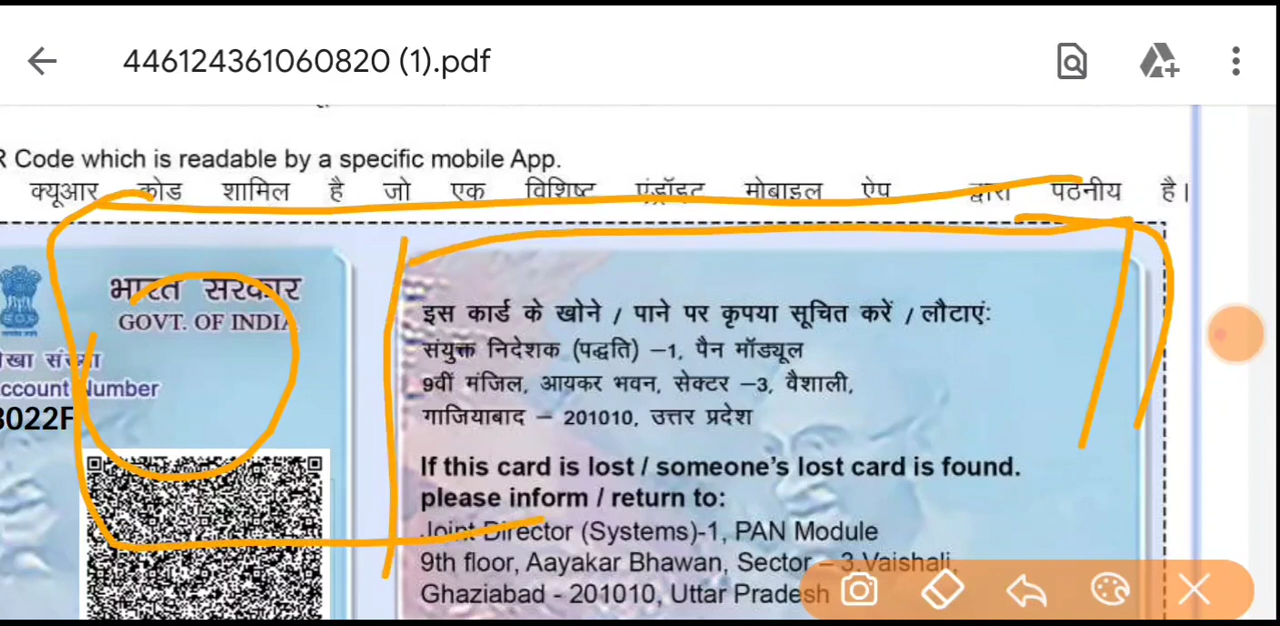 446124361060820 (1).pdf
R Code which is readable by a specific mobile App.
क्यूआर कोड शामिल है जो एक विशिष्ट एंड्रॉइट मोबाइल ऐप द्वारा पठनीय है।
भारत सरकार
GOVT. OF INDIA
लेखा संख्या
ccount Number
3022F
इस कार्ड के खोने / पाने पर कृपया सूचित करें / लौटाएं:
संयुक्त निदेशक (पद्धति) -1, पैन मॉड्यूल
9वीं मंजिल, आयकर भवन, सेक्टर -3, वैशाली,
गाजियाबाद - 201010, उत्तर प्रदेश
If this card is lost / someone's lost card is found.
please inform / return to:
Joint Director (Systems)-1, PAN Module
9th floor, Aayakar Bhawan, Sector - 3.Vaishali,
Ghaziabad - 201010, Uttar Pradesh